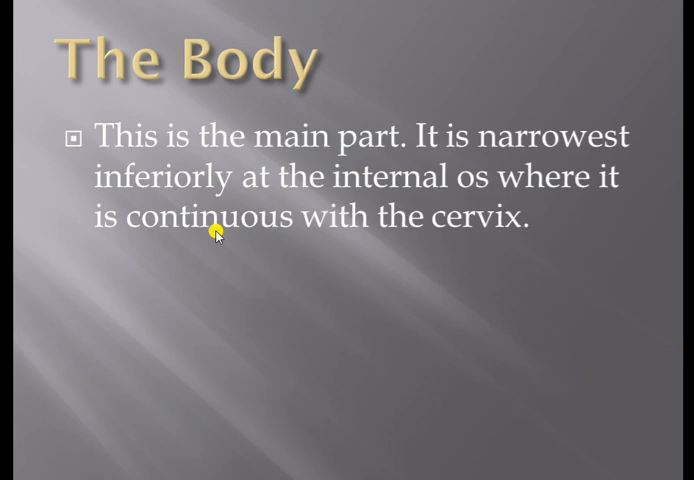 The Body
This is the main part. It is narrowest
inferiorly at the internal os where it
is continuous with the cervix.